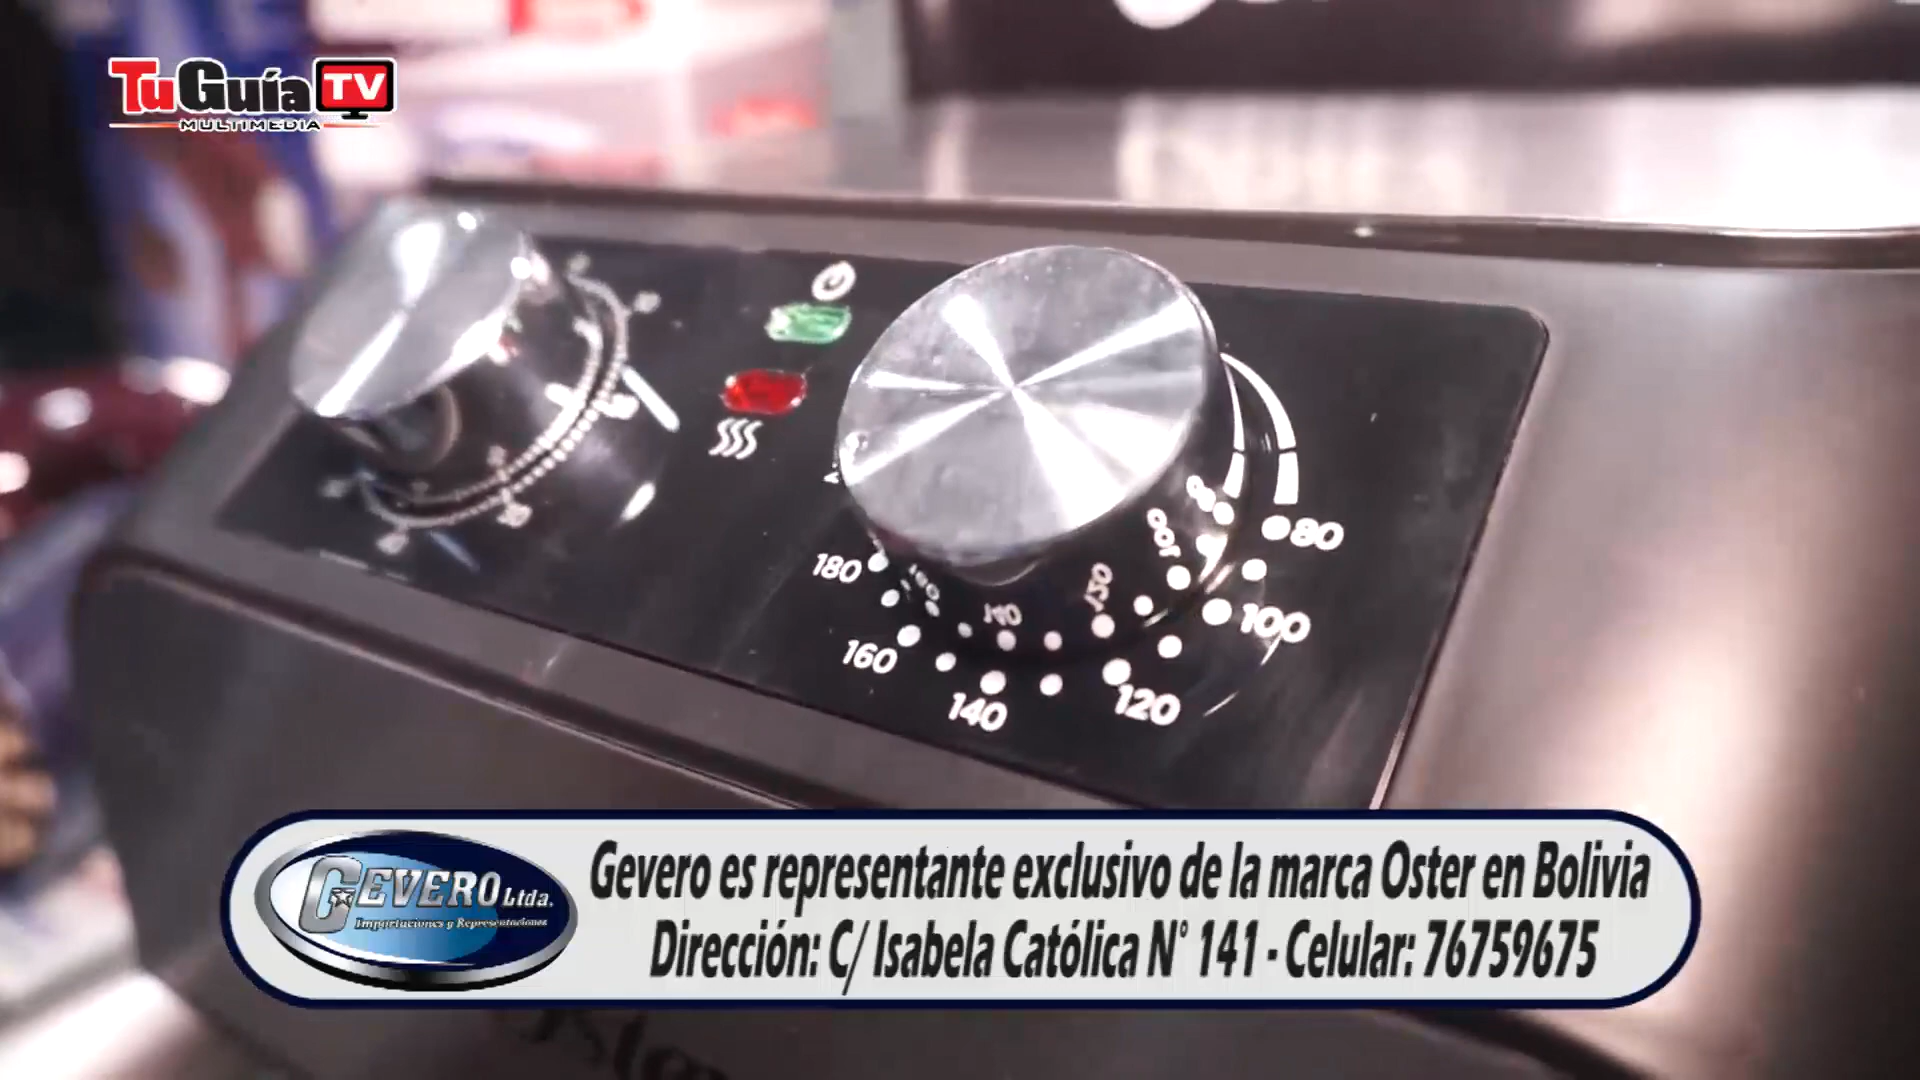 TuGuía TV
MULTIMEDIA
80
100
120
140
160
180
GEVERO Ltda.
Importaciones y Representaciones
Gevero es representante exclusivo de la marca Oster en Bolivia
Dirección: C/ Isabela Católica N° 141 - Celular: 76759675